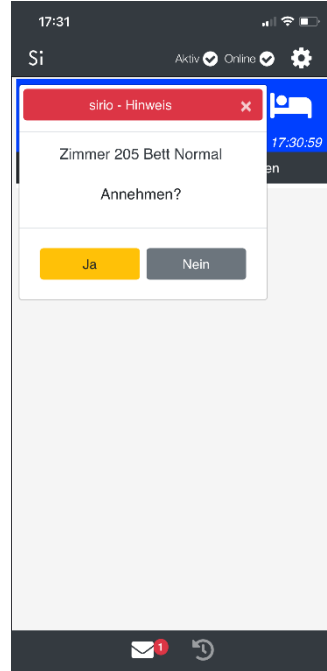 17:31
Si
Aktiv Online
sirio - Hinweis ×
17:30:59
en
Zimmer 205 Bett Normal
Annehmen?
Ja Nein
1